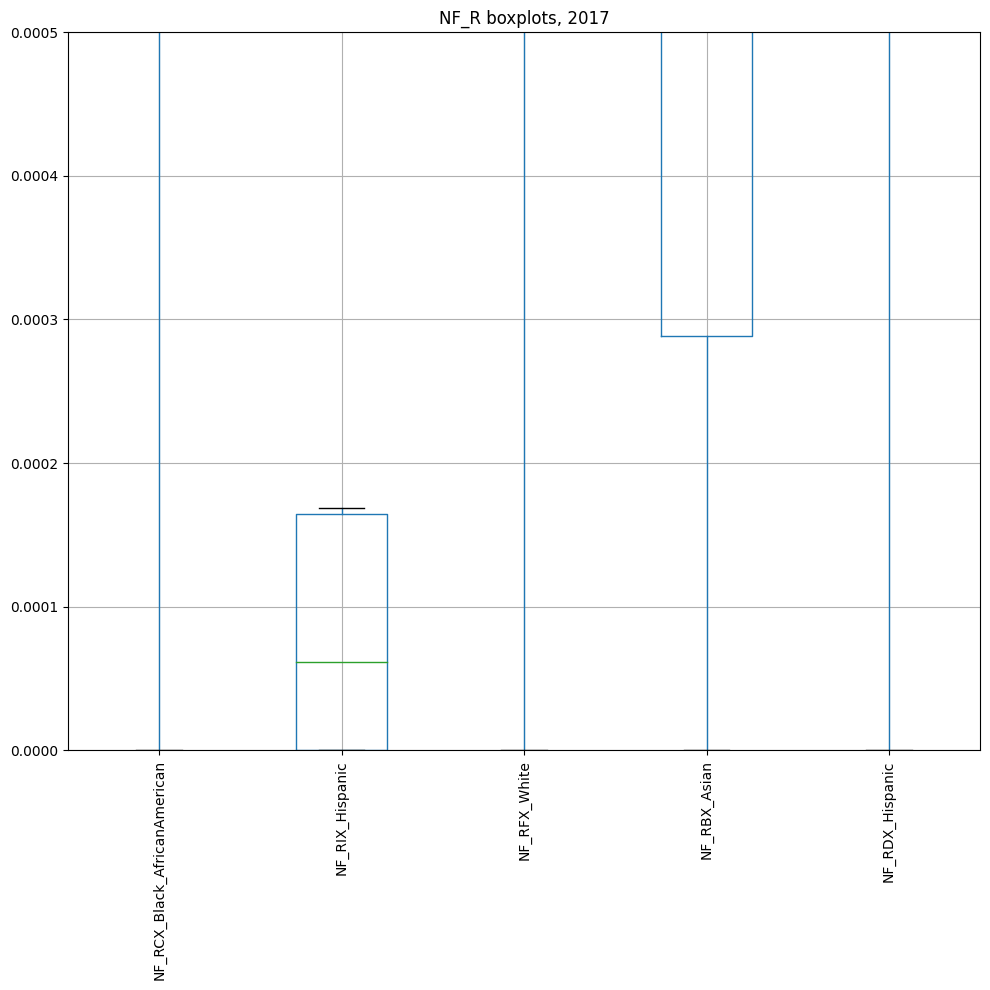 NF_R boxplots, 2017
0.0005
0.0004
0.0003
0.0002
0.0001
0.0000
NF_RCX_Black_AfricanAmerican
NF_RIX_Hispanic
NF_RFX_White
NF_RBX_Asian
NF_RDX_Hispanic